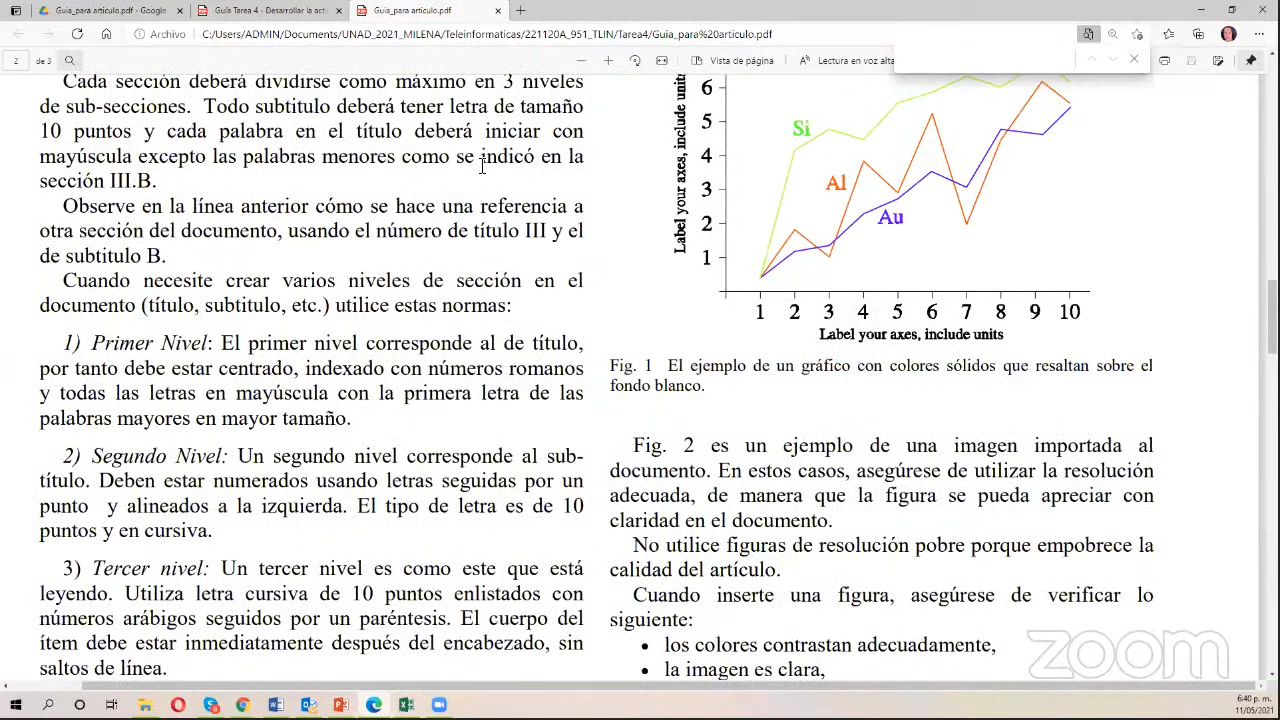 Guia_para articulo.pdf - Google
Guía Tarea 4 - Desarrollar la acti
Guia_para articulo.pdf
Archivo
C:/Users/ADMIN/Documents/UNAD_2021_MILENA/Teleinformaticas/221120A_951_TLIN/Tarea4/Guia_para%20articulo.pdf
2 de 3
Vista de página
Lectura en voz alta
Cada sección deberá dividirse como máximo en 3 niveles
de sub-secciones. Todo subtitulo deberá tener letra de tamaño
10 puntos y cada palabra en el título deberá iniciar con
mayúscula excepto las palabras menores como se indicó en la
sección III.B.
Observe en la línea anterior cómo se hace una referencia a
otra sección del documento, usando el número de título III y el
de subtitulo B.
Cuando necesite crear varios niveles de sección en el
documento (título, subtitulo, etc.) utilice estas normas:
1) Primer Nivel: El primer nivel corresponde al de título,
por tanto debe estar centrado, indexado con números romanos
y todas las letras en mayúscula con la primera letra de las
palabras mayores en mayor tamaño.
2) Segundo Nivel: Un segundo nivel corresponde al sub-
título. Deben estar numerados usando letras seguidas por un
punto y alineados a la izquierda. El tipo de letra es de 10
puntos y en cursiva.
3) Tercer nivel: Un tercer nivel es como este que está
leyendo. Utiliza letra cursiva de 10 puntos enlistados con
números arábigos seguidos por un paréntesis. El cuerpo del
ítem debe estar inmediatamente después del encabezado, sin
saltos de línea.
Label your axes, include units
6
5
4
3
2
1
Si
Al
Au
1 2 3 4 5 6 7 8 9 10
Label your axes, include units
Fig. 1 El ejemplo de un gráfico con colores sólidos que resaltan sobre el
fondo blanco.
Fig. 2 es un ejemplo de una imagen importada al
documento. En estos casos, asegúrese de utilizar la resolución
adecuada, de manera que la figura se pueda apreciar con
claridad en el documento.
No utilice figuras de resolución pobre porque empobrece la
calidad del artículo.
Cuando inserte una figura, asegúrese de verificar lo
siguiente:
• los colores contrastan adecuadamente,
• la imagen es clara,
zoom
6:40 p. m.
11/05/2021